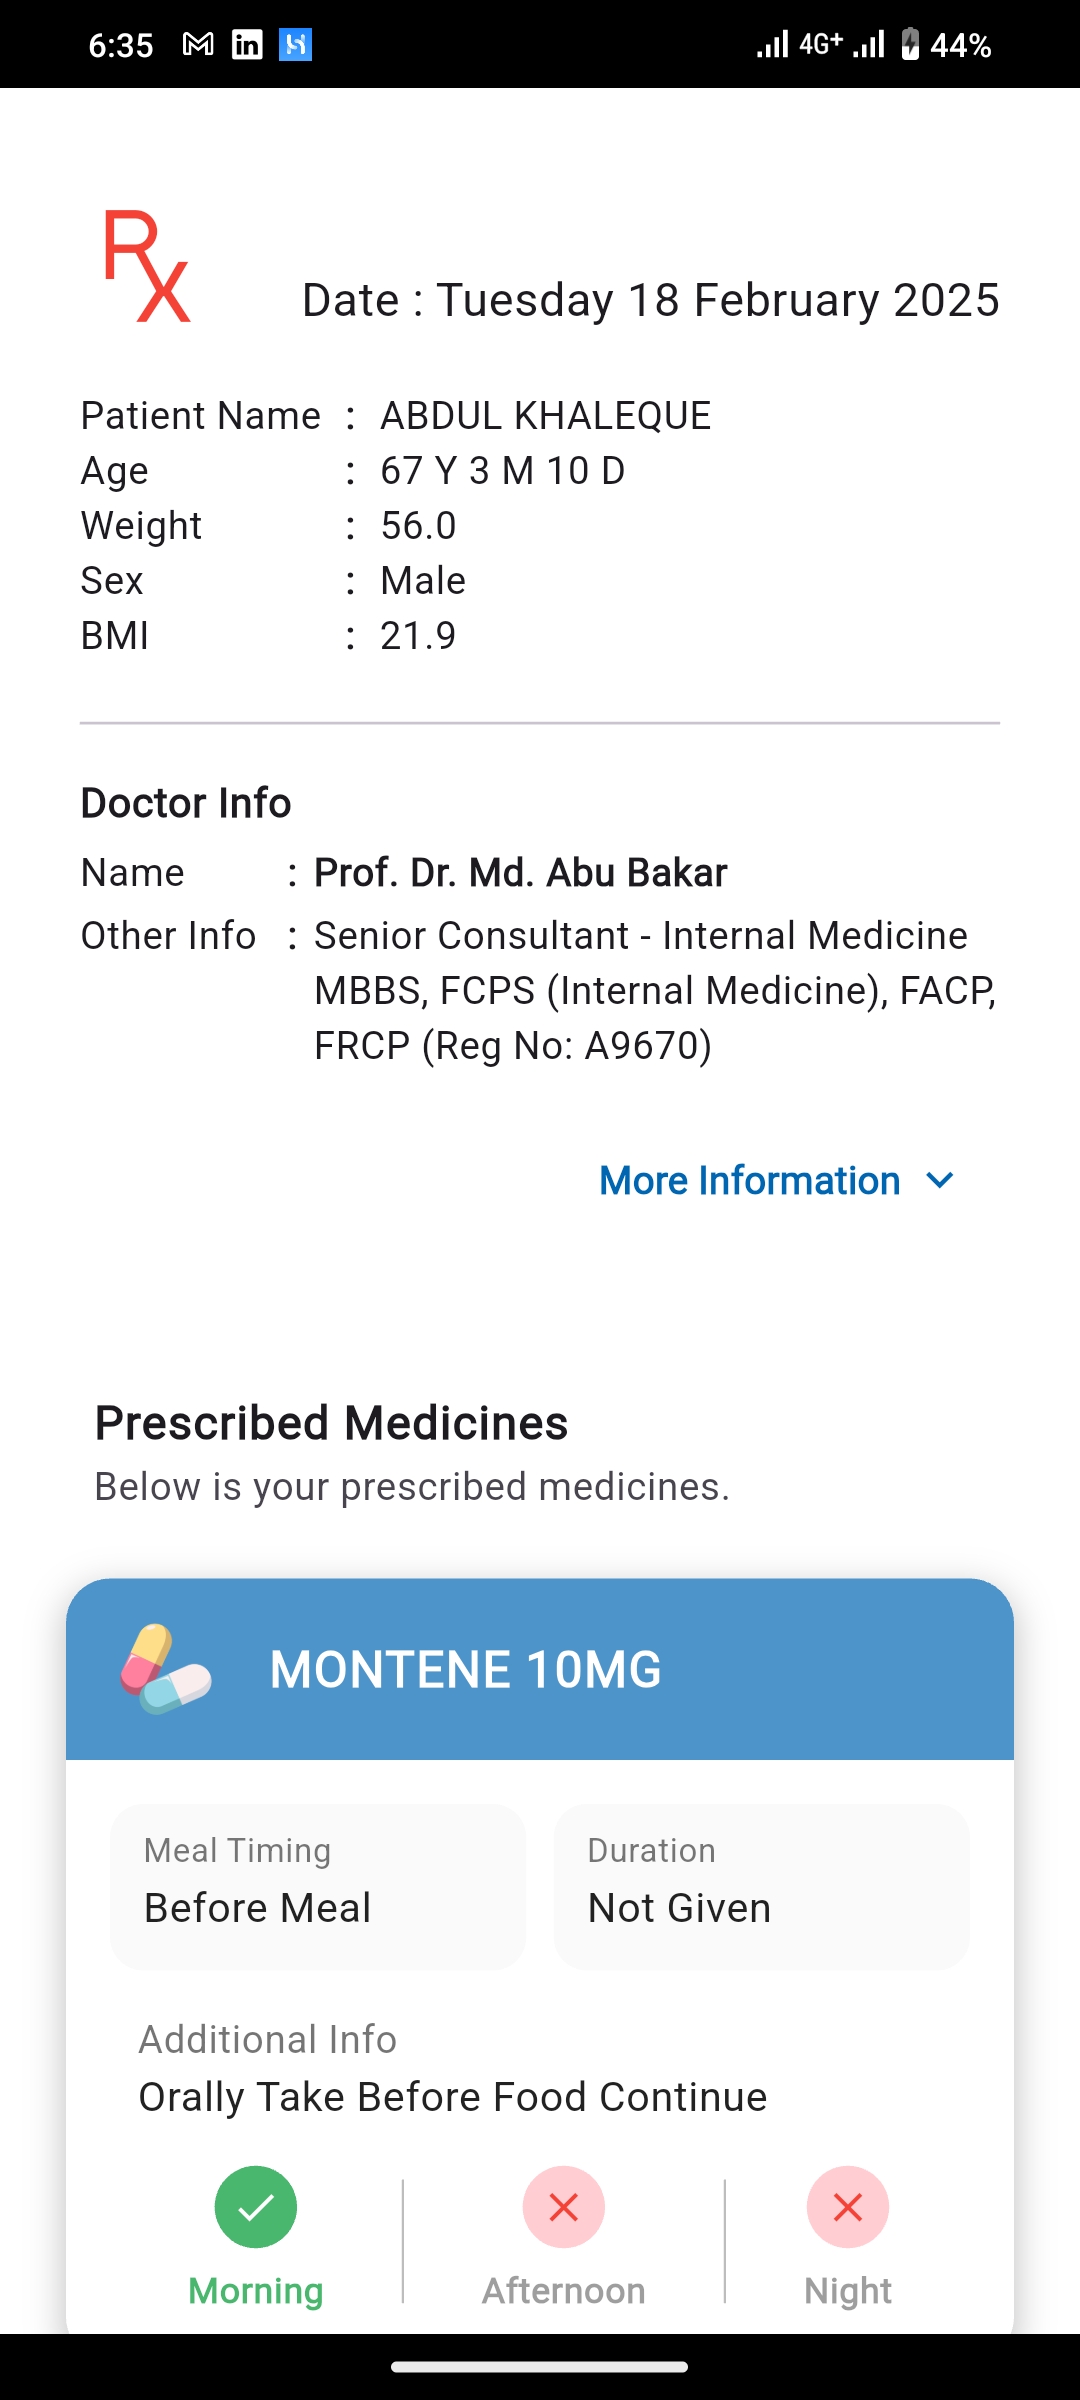 6:35 4G+ 44%
Rx
Date : Tuesday 18 February 2025
Patient Name : ABDUL KHALEQUE
Age : 67 Y 3 M 10 D
Weight : 56.0
Sex : Male
BMI : 21.9
Doctor Info
Name : Prof. Dr. Md. Abu Bakar
Other Info : Senior Consultant - Internal Medicine
MBBS, FCPS (Internal Medicine), FACP,
FRCP (Reg No: A9670)
More Information
Prescribed Medicines
Below is your prescribed medicines.
MONTENE 10MG
Meal Timing Duration
Before Meal Not Given
Additional Info
Orally Take Before Food Continue
Morning Afternoon Night